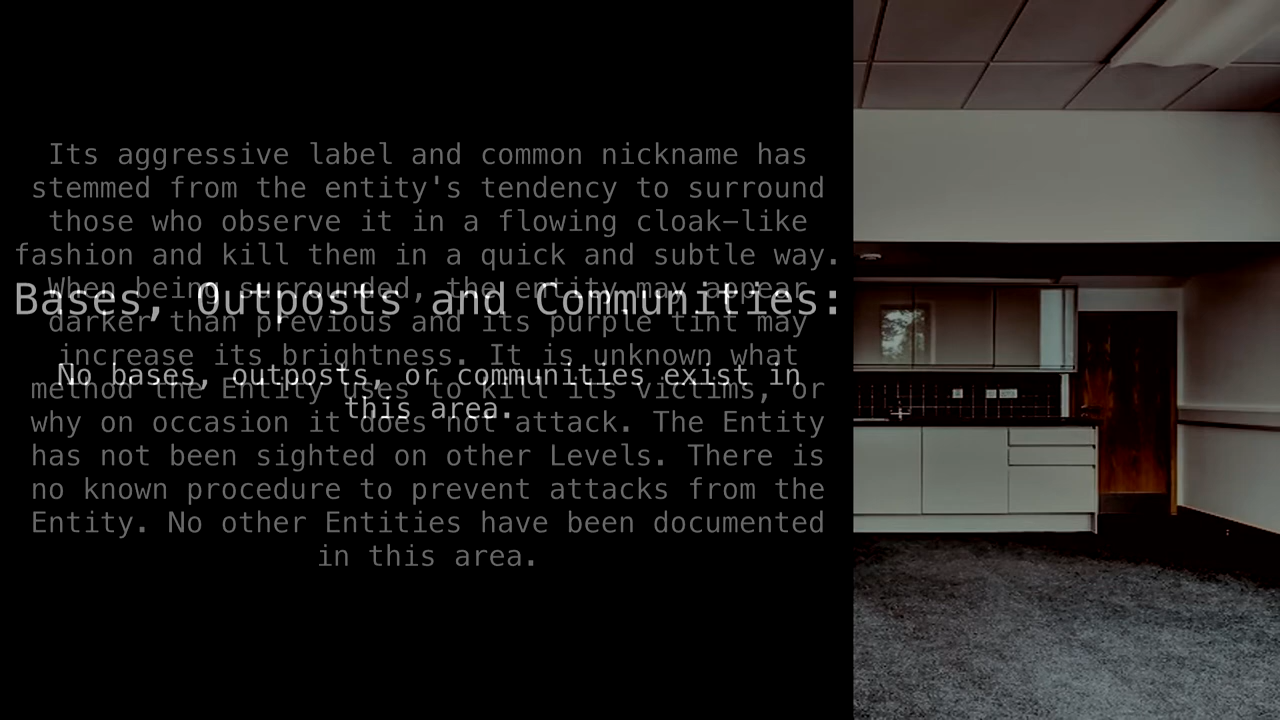 Its aggressive label and common nickname has
stemmed from the entity's tendency to surround
those who observe it in a flowing cloak-like
fashion and kill them in a quick and subtle way.
When being surrounded, the entity may appear
darker than previous and its purple tint may
increase its brightness. It is unknown what
method the Entity uses to kill its victims, or
why on occasion it does not attack. The Entity
has not been sighted on other Levels. There is
no known procedure to prevent attacks from the
Entity. No other Entities have been documented
in this area.
Bases, Outposts and Communities:
No bases, outposts, or communities exist in
this area.